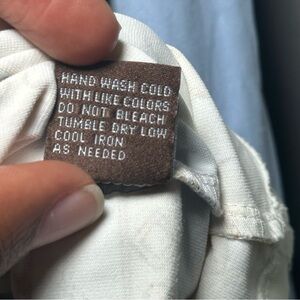 HAND WASH COLD
WITH LIKE COLORS
DO NOT BLEACH
TUMBLE DRY LOW
COOL IRON
AS NEEDED